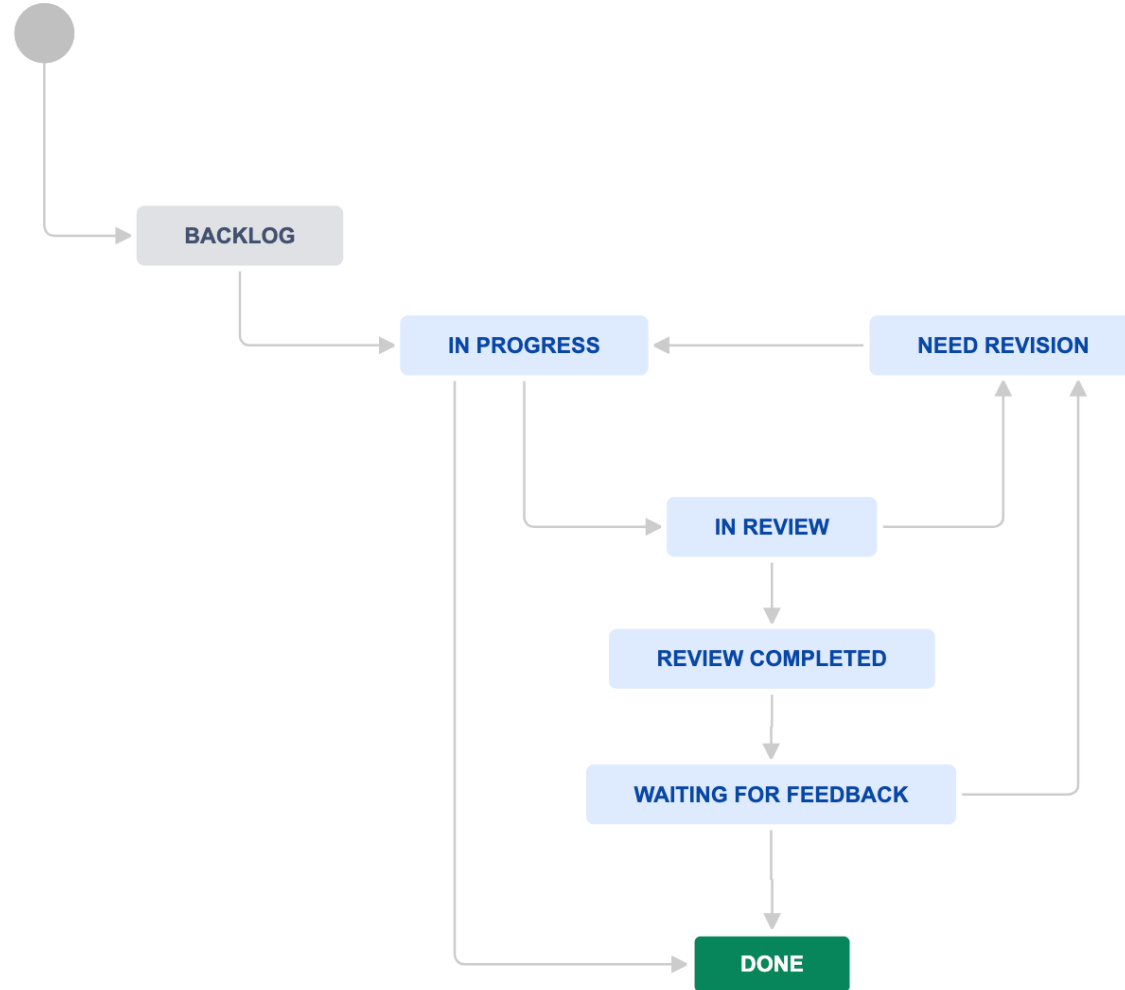 BACKLOG
IN PROGRESS
NEED REVISION
IN REVIEW
REVIEW COMPLETED
WAITING FOR FEEDBACK
DONE